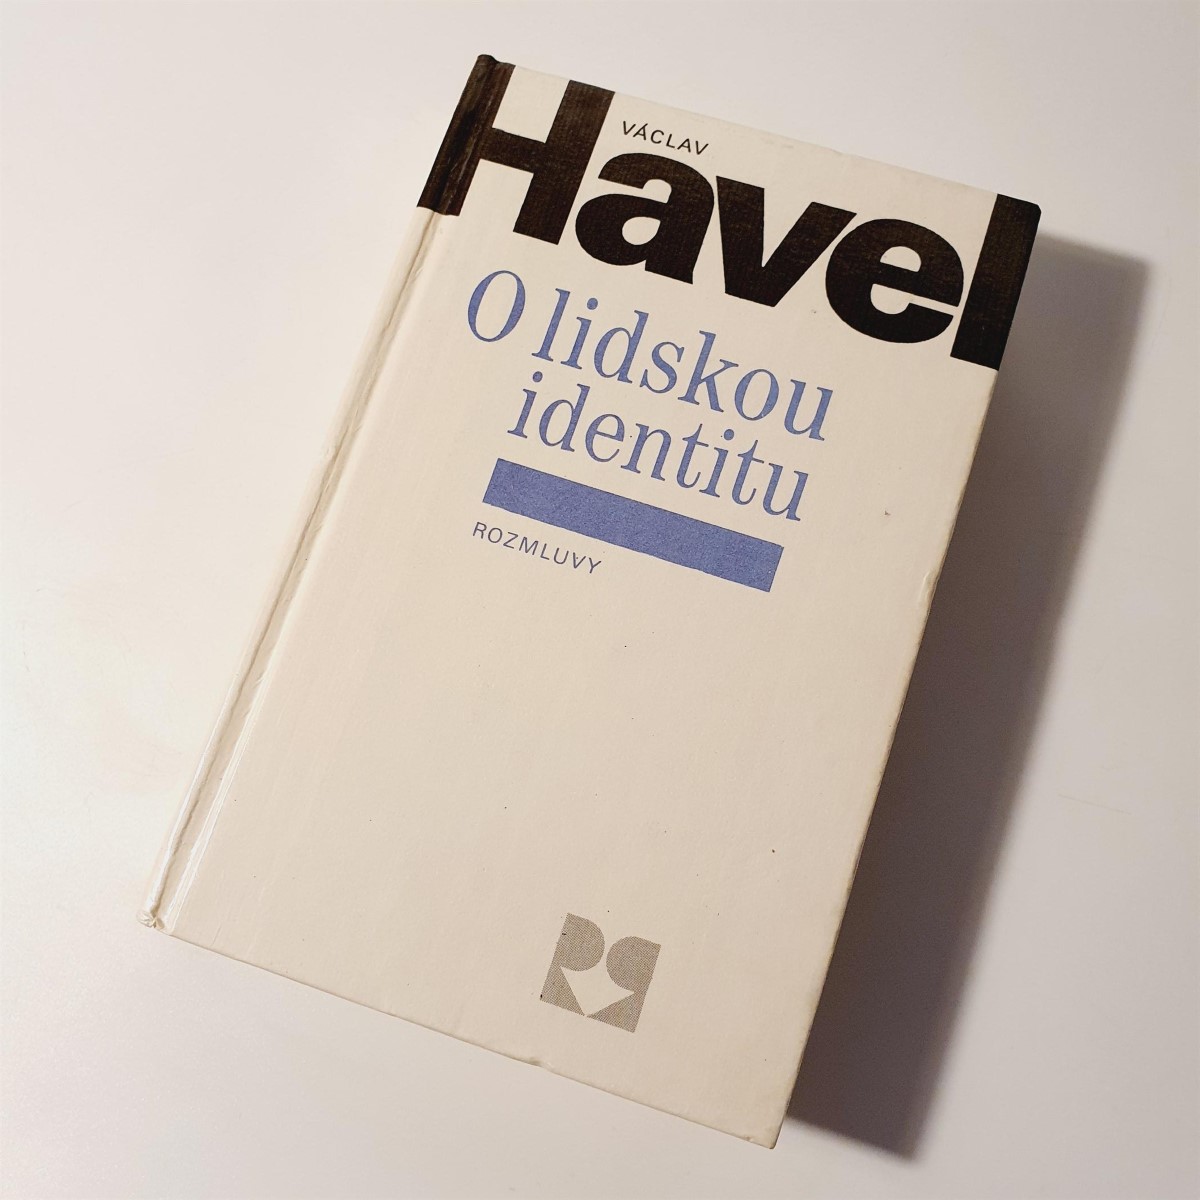 VÁCLAV
Havel
O lidskou
identitu
ROZMLUVY